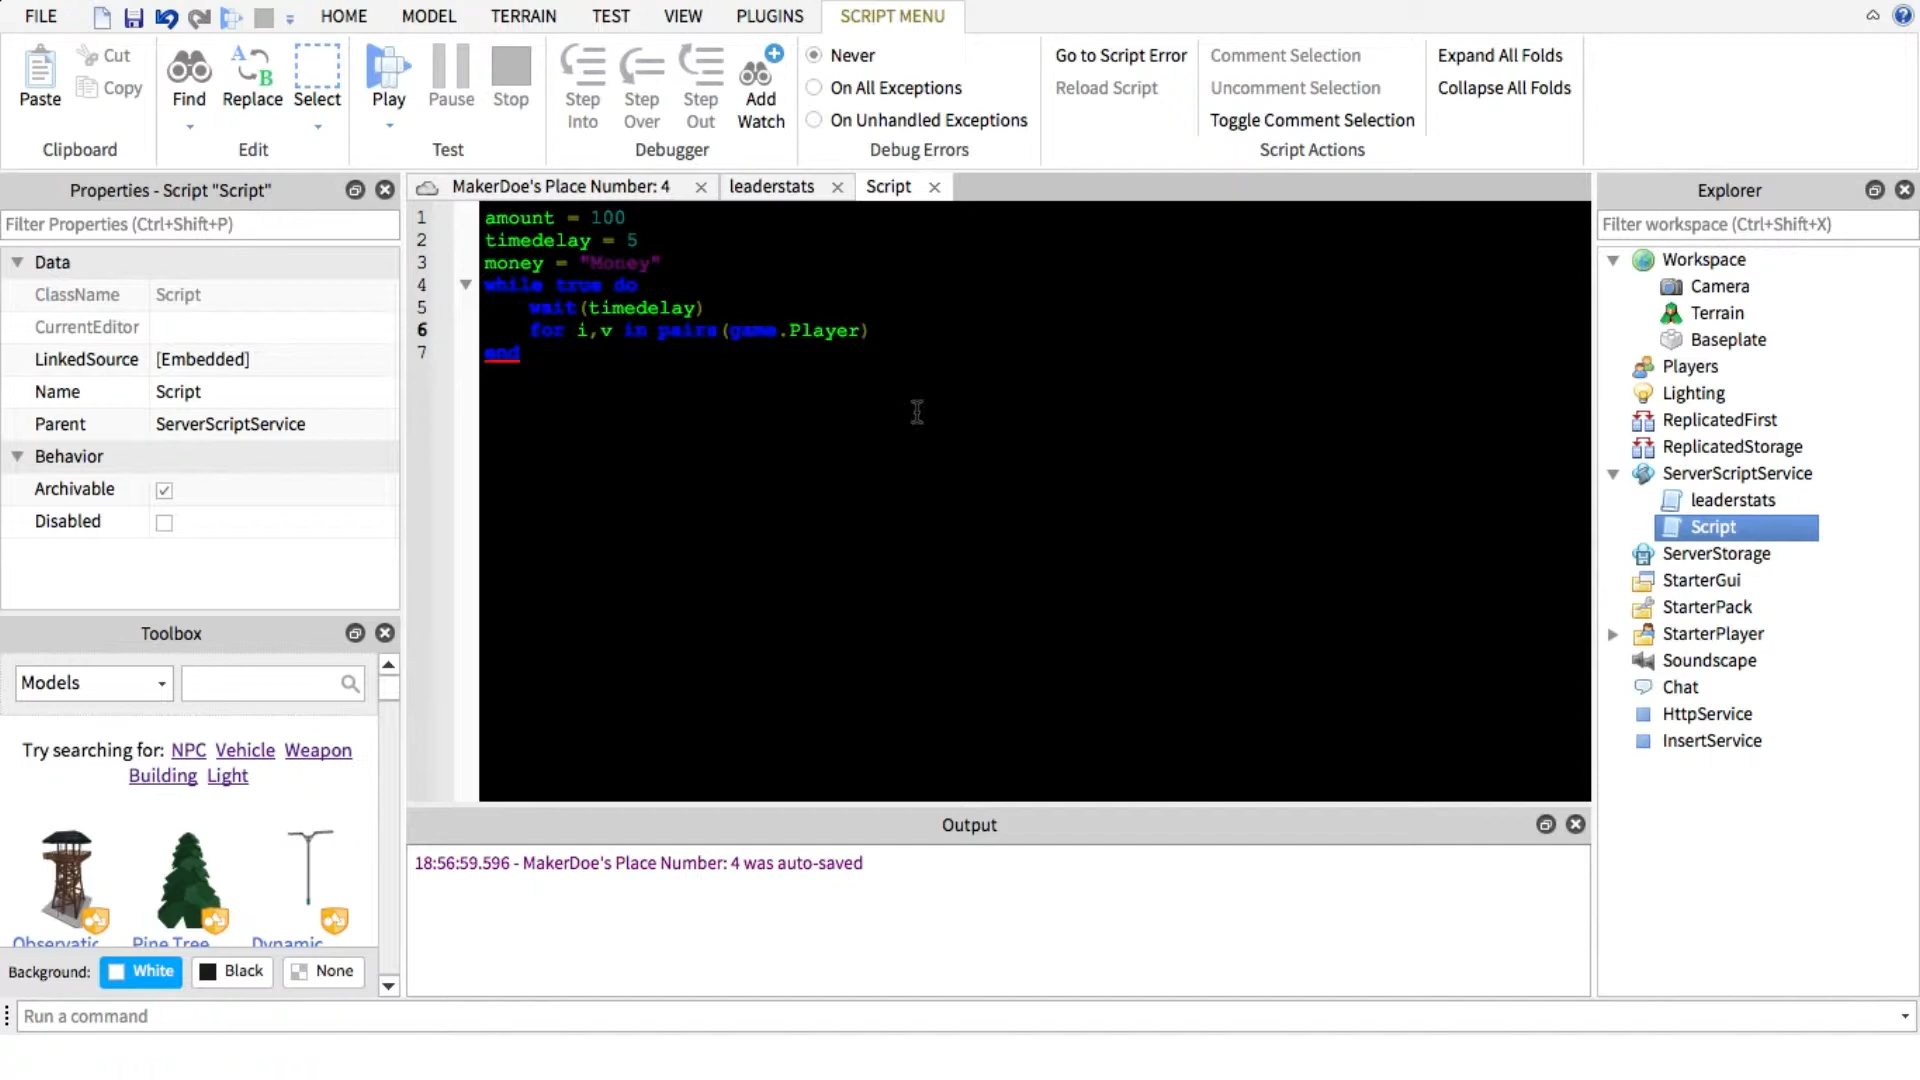 FILE HOME MODEL TERRAIN TEST VIEW PLUGINS SCRIPT MENU
Paste
Cut
Copy
Clipboard
Find
Replace
Select
Edit
Play
Pause
Stop
Test
Step Into
Step Over
Step Out
Add Watch
Debugger
Never
On All Exceptions
On Unhandled Exceptions
Debug Errors
Go to Script Error
Reload Script
Comment Selection
Uncomment Selection
Toggle Comment Selection
Script Actions
Expand All Folds
Collapse All Folds
Properties - Script "Script"
Filter Properties (Ctrl+Shift+P)
Data
ClassName Script
CurrentEditor
LinkedSource [Embedded]
Name Script
Parent ServerScriptService
Behavior
Archivable
Disabled
Toolbox
Models
Try searching for: NPC Vehicle Weapon
Building Light
Observatic Pine Tree Dynamic
Background: White Black None
MakerDoe's Place Number: 4 leaderstats Script
1 amount = 100
2 timedelay = 5
3 money = "Money"
4 while true do
5 wait(timedelay)
6 for i,v in pairs(game.Player)
7 end
Output
18:56:59.596 - MakerDoe's Place Number: 4 was auto-saved
Explorer
Filter workspace (Ctrl+Shift+X)
Workspace
Camera
Terrain
Baseplate
Players
Lighting
ReplicatedFirst
ReplicatedStorage
ServerScriptService
leaderstats
Script
ServerStorage
StarterGui
StarterPack
StarterPlayer
Soundscape
Chat
HttpService
InsertService
Run a command